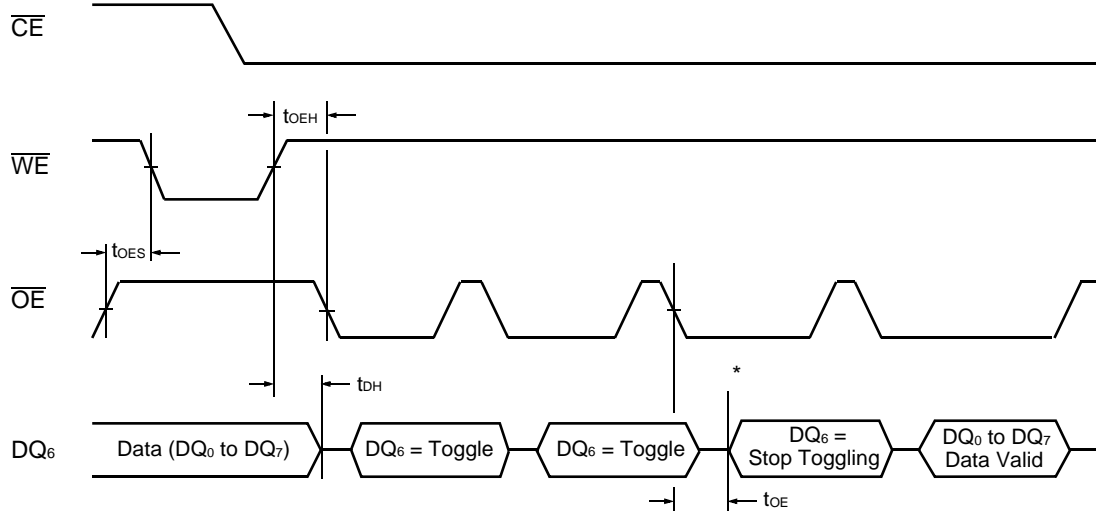 CE
tOEH
WE
tOES
OE
*
tDH
DQ6
Data (DQ0 to DQ7)
DQ6 = Toggle
DQ6 = Toggle
DQ6 =
Stop Toggling
DQ0 to DQ7
Data Valid
tOE